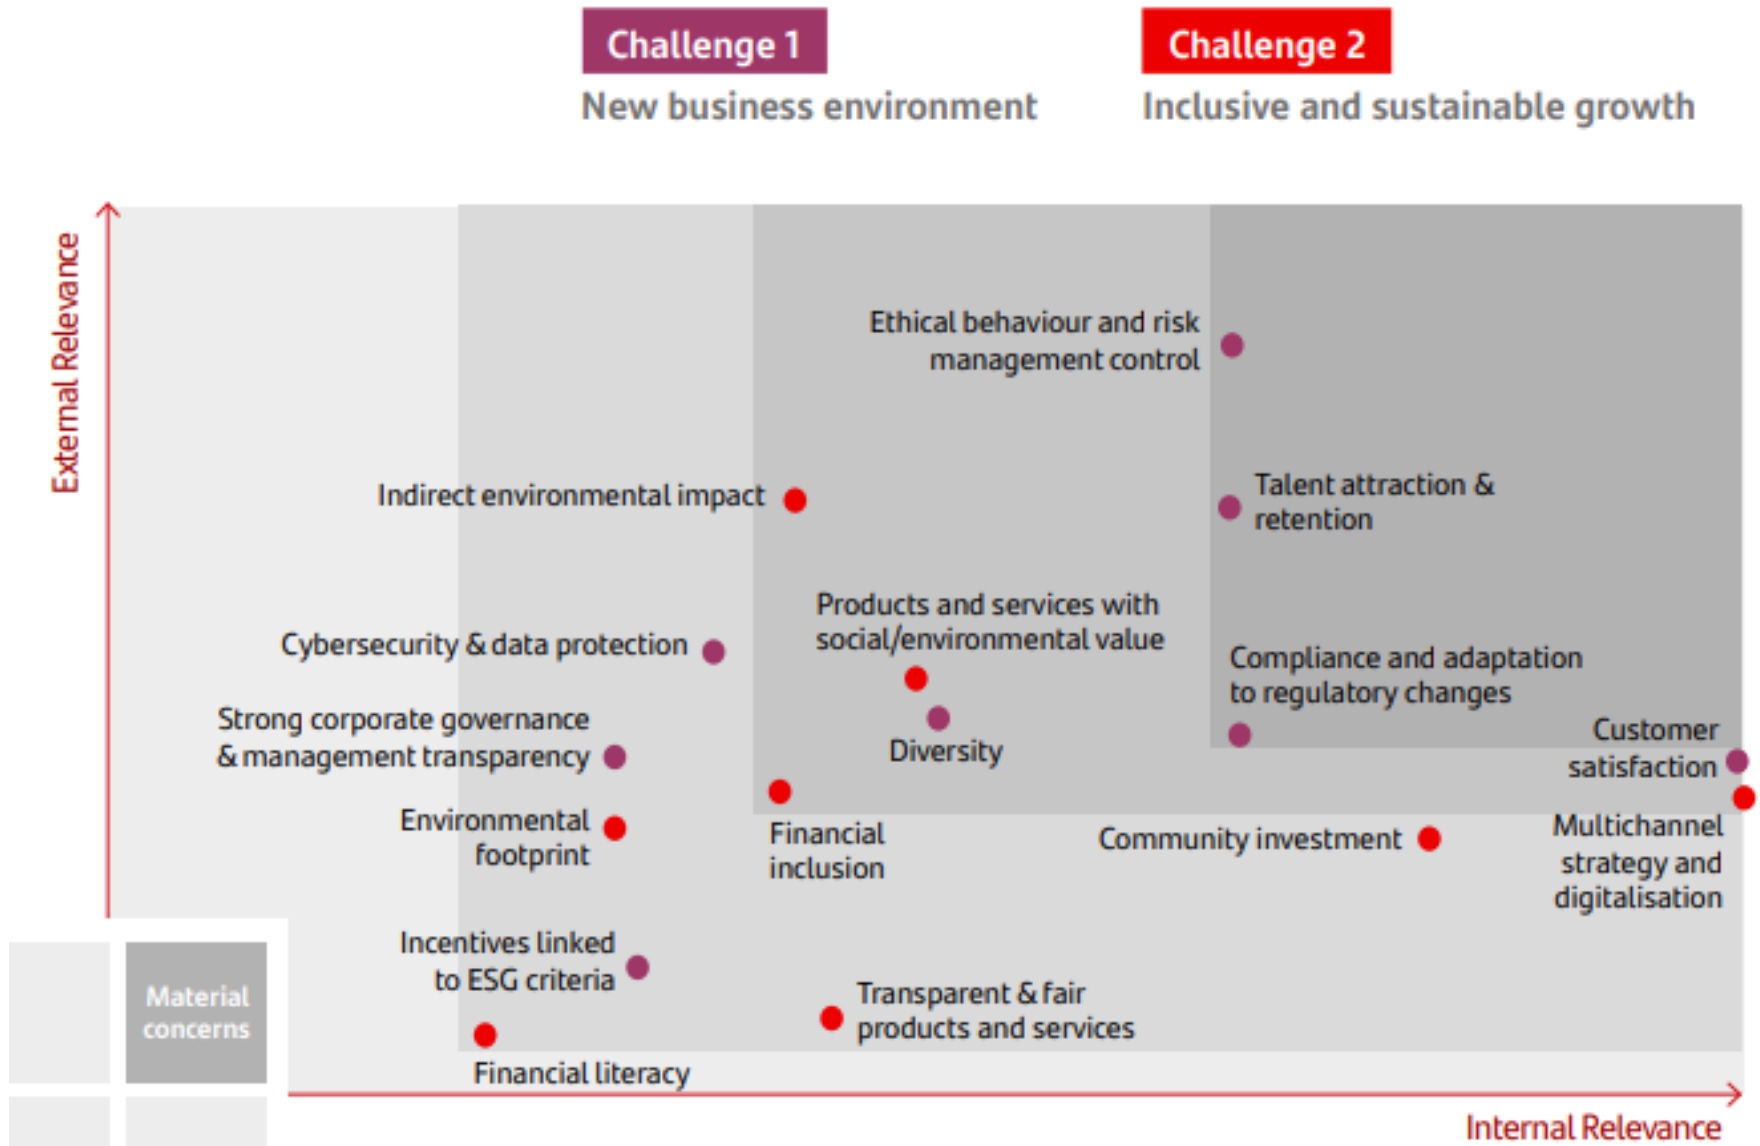 Challenge 1
New business environment
Challenge 2
Inclusive and sustainable growth
External Relevance
Ethical behaviour and risk
management control
Indirect environmental impact
Talent attraction &
retention
Products and services with
social/environmental value
Cybersecurity & data protection
Compliance and adaptation
to regulatory changes
Strong corporate governance
& management transparency
Diversity
Customer
satisfaction
Environmental
footprint
Financial
inclusion
Community investment
Multichannel
strategy and
digitalisation
Incentives linked
to ESG criteria
Transparent & fair
products and services
Financial literacy
Material
concerns
Internal Relevance